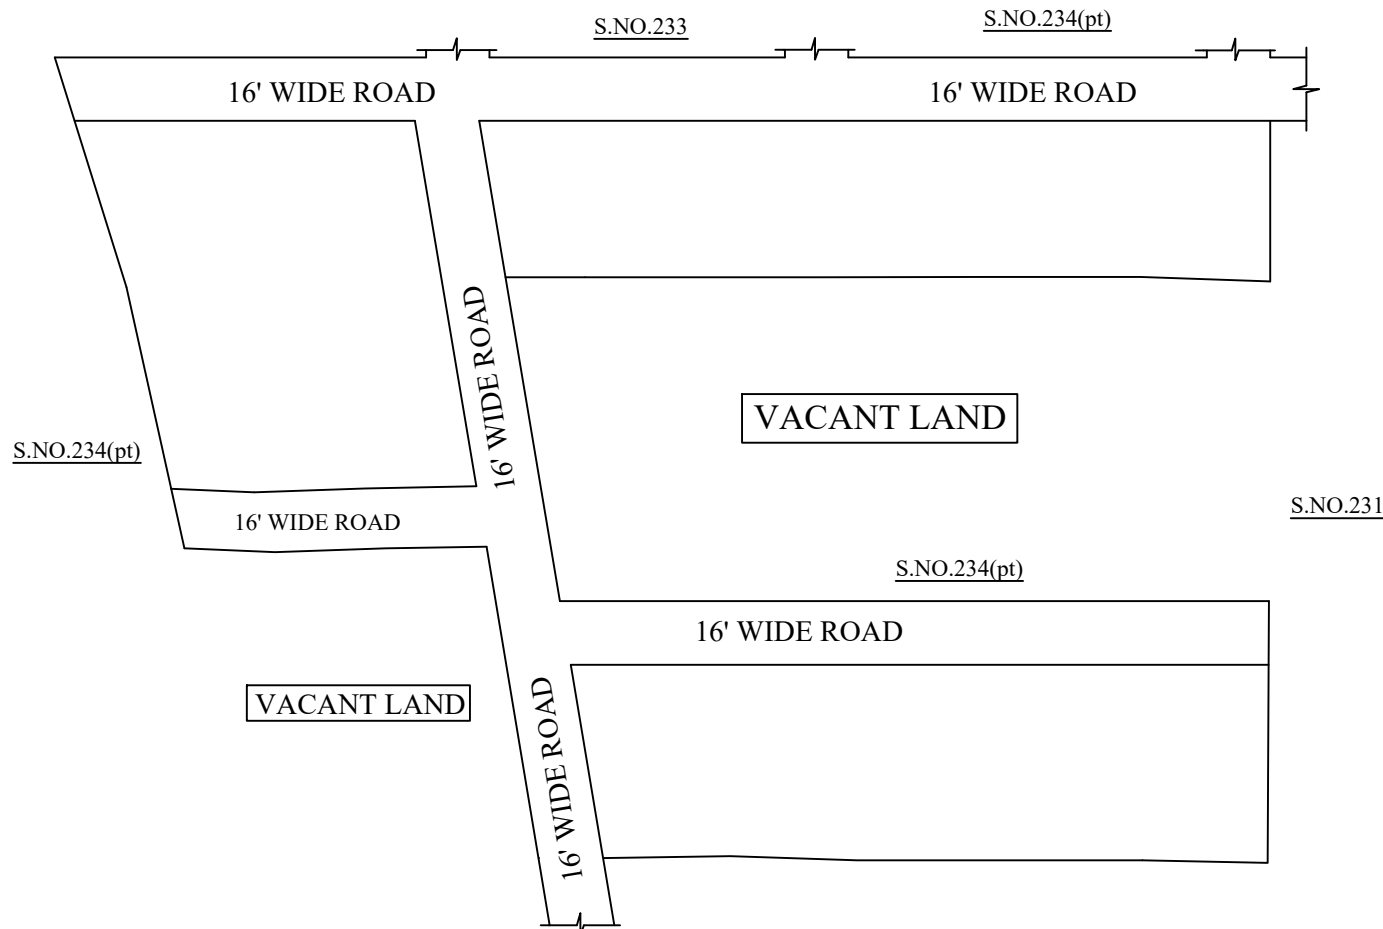 S.NO.233
S.NO.234(pt)
16' WIDE ROAD
16' WIDE ROAD
16' WIDE ROAD
VACANT LAND
S.NO.234(pt)
S.NO.231
16' WIDE ROAD
S.NO.234(pt)
16' WIDE ROAD
VACANT LAND
16' WIDE ROAD